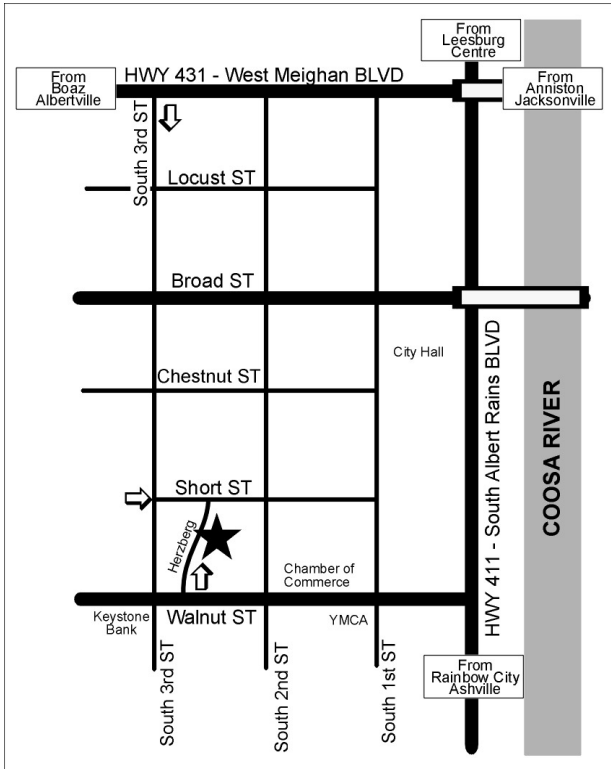 From
Leesburg
Centre
From
Boaz
Albertville
HWY 431 - West Meighan BLVD
From
Anniston
Jacksonville
South 3rd ST
Locust ST
Broad ST
City Hall
Chestnut ST
HWY 411 - South Albert Rains BLVD
COOSA RIVER
Short ST
Herzberg
Chamber of
Commerce
Keystone
Bank
Walnut ST
YMCA
South 3rd ST
South 2nd ST
South 1st ST
From
Rainbow City
Ashville